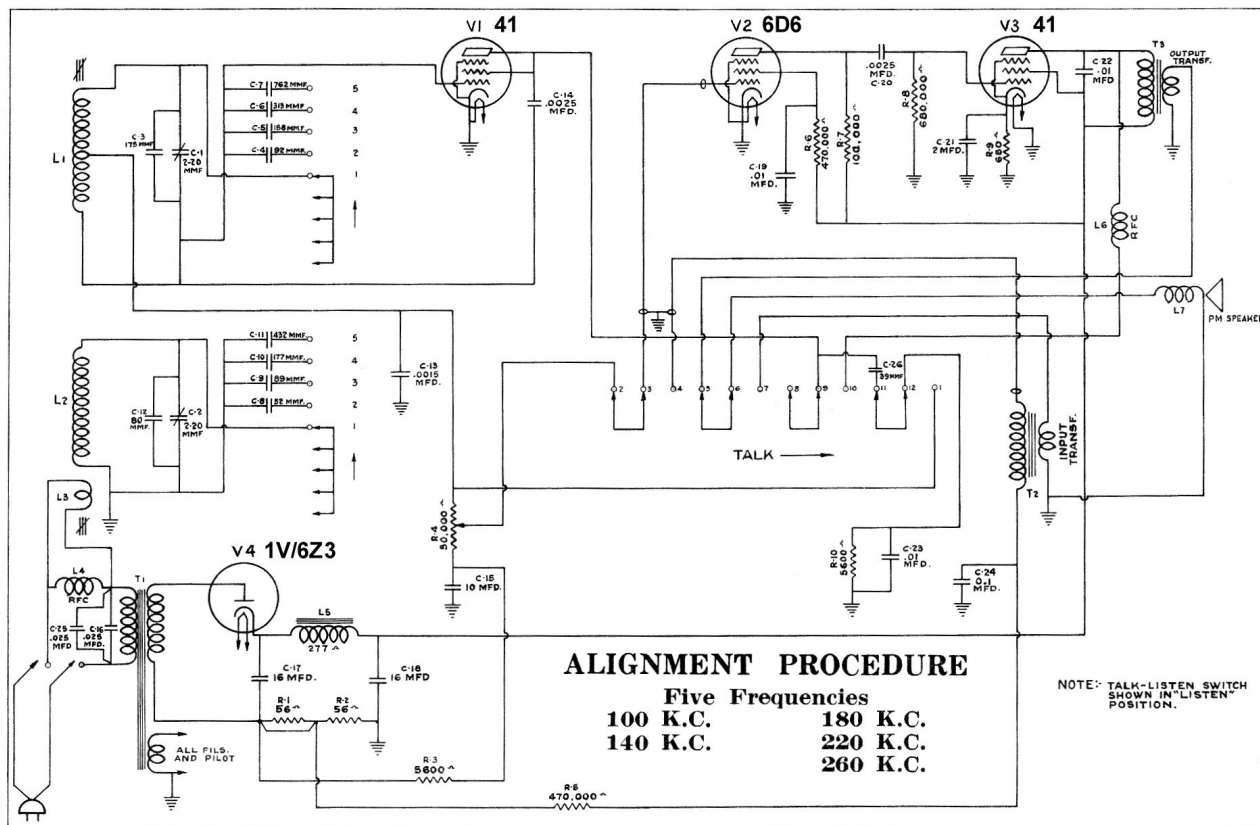 V1 41
V2 6D6
V3 41
T3
OUTPUT
TRANSF.
C-7 762 MMF.
5
C-6 313 MMF.
4
C-5 158 MMF.
3
C-4 92 MMF.
2
1
L1
C-3
175 MMF.
C-1
2-20
MMF
C-14
.0025
MFD.
.0025
MFD.
C-20
R-8
680,000
C-22
.01
MFD
C-19
.01
MFD.
R-6
470,000
R-7
100,000
C-21
2 MFD.
R-9
680
L6
RFC
L7
PM SPEAKER
C-11 432 MMF.
5
C-10 177 MMF.
4
C-9 89 MMF.
3
C-8 52 MMF.
2
1
L2
C-12
80
MMF.
C-2
2-20
MMF
C-13
.0015
MFD.
C-26
39 MMF
2 3 4 5 6 7 8 9 10 11 12 1
TALK
INPUT
TRANSF.
T2
L3
R-4
50,000
R-10
5600
C-23
.01
MFD.
C-24
0.1
MFD.
C-15
10 MFD.
V4 1V/6Z3
L4
RFC
T1
C-25
.025
MFD
C-16
.025
MFD.
L5
277
C-17
16 MFD.
C-18
16 MFD
R-1
56
R-2
56
ALL FILS.
AND PILOT
R-3
5600
R-5
470,000
ALIGNMENT PROCEDURE
Five Frequencies
100 K.C. 180 K.C.
140 K.C. 220 K.C.
260 K.C.
NOTE:- TALK-LISTEN SWITCH
SHOWN IN "LISTEN"
POSITION.